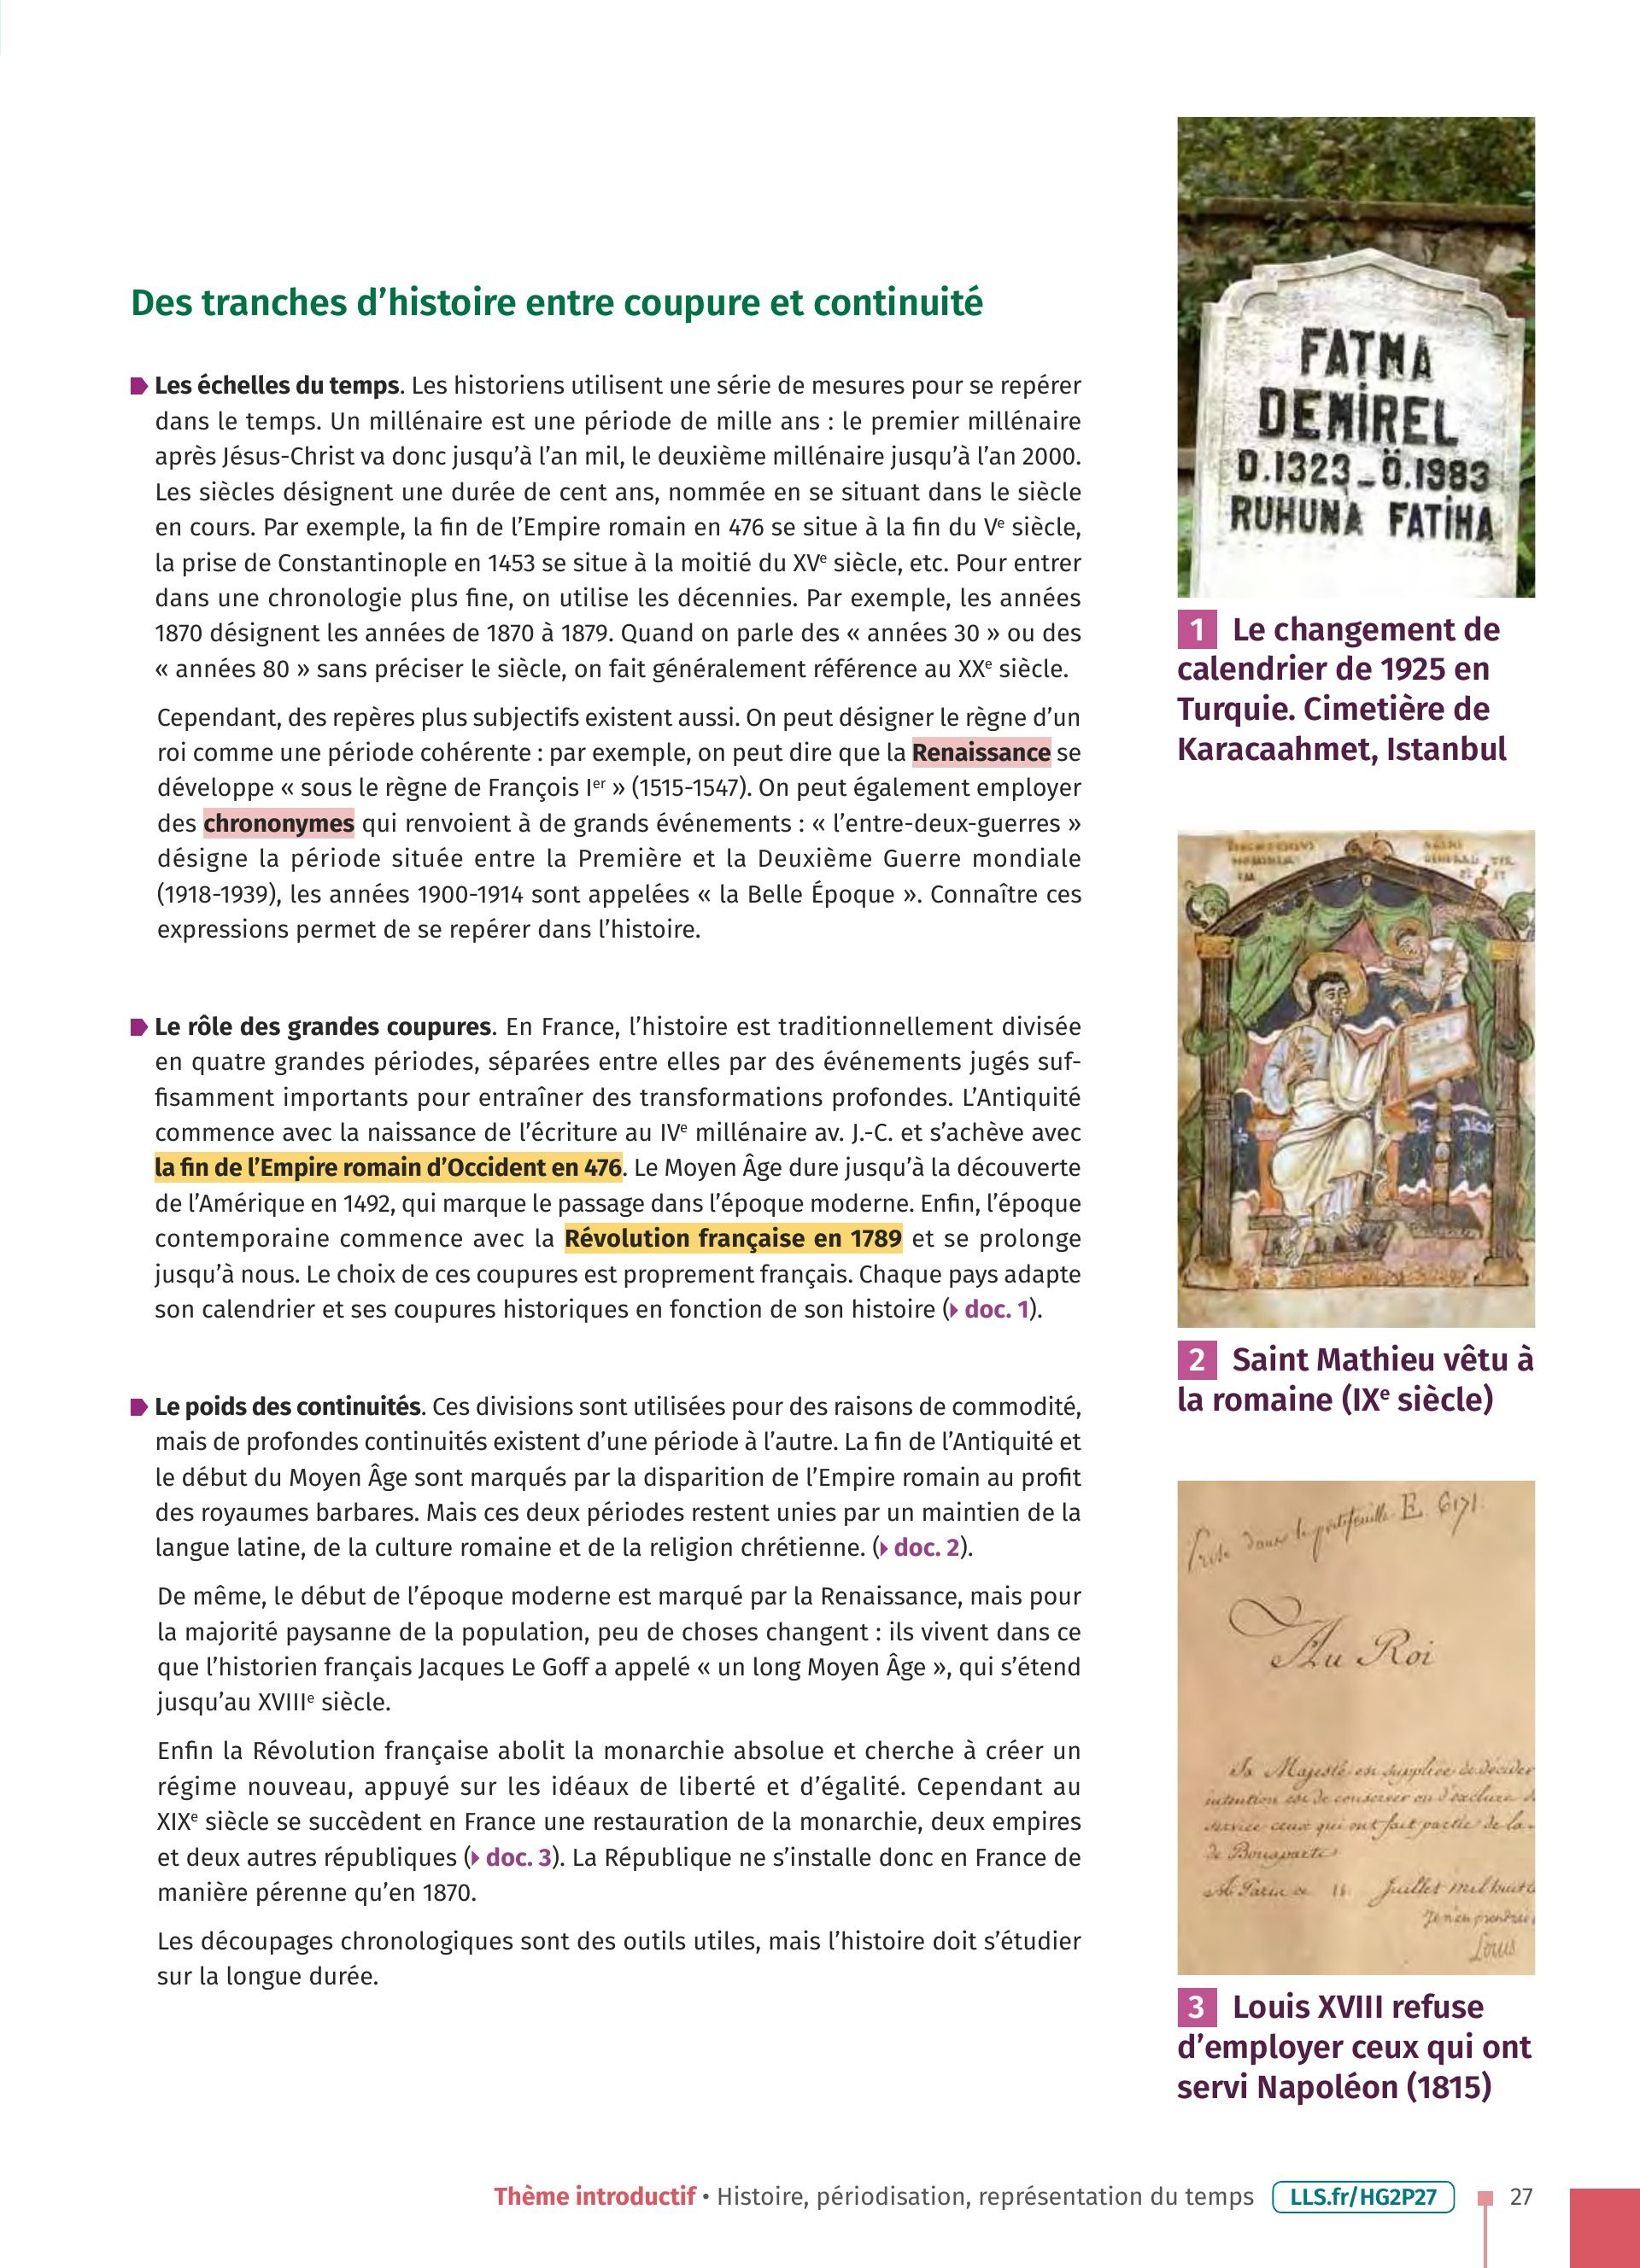 Des tranches d’histoire entre coupure et continuité
Les échelles du temps. Les historiens utilisent une série de mesures pour se repérer
dans le temps. Un millénaire est une période de mille ans : le premier millénaire
après Jésus-Christ va donc jusqu’à l’an mil, le deuxième millénaire jusqu’à l’an 2000.
Les siècles désignent une durée de cent ans, nommée en se situant dans le siècle
en cours. Par exemple, la fin de l’Empire romain en 476 se situe à la fin du Ve siècle,
la prise de Constantinople en 1453 se situe à la moitié du XVe siècle, etc. Pour entrer
dans une chronologie plus fine, on utilise les décennies. Par exemple, les années
1870 désignent les années de 1870 à 1879. Quand on parle des « années 30 » ou des
« années 80 » sans préciser le siècle, on fait généralement référence au XXe siècle.
Cependant, des repères plus subjectifs existent aussi. On peut désigner le règne d’un
roi comme une période cohérente : par exemple, on peut dire que la Renaissance se
développe « sous le règne de François Ier » (1515-1547). On peut également employer
des chrononymes qui renvoient à de grands événements : « l’entre-deux-guerres »
désigne la période située entre la Première et la Deuxième Guerre mondiale
(1918-1939), les années 1900-1914 sont appelées « la Belle Époque ». Connaître ces
expressions permet de se repérer dans l’histoire.
Le rôle des grandes coupures. En France, l’histoire est traditionnellement divisée
en quatre grandes périodes, séparées entre elles par des événements jugés suf-
fisamment importants pour entraîner des transformations profondes. L’Antiquité
commence avec la naissance de l’écriture au IVe millénaire av. J.-C. et s’achève avec
la fin de l’Empire romain d’Occident en 476. Le Moyen Âge dure jusqu’à la découverte
de l’Amérique en 1492, qui marque le passage dans l’époque moderne. Enfin, l’époque
contemporaine commence avec la Révolution française en 1789 et se prolonge
jusqu’à nous. Le choix de ces coupures est proprement français. Chaque pays adapte
son calendrier et ses coupures historiques en fonction de son histoire (doc. 1).
Le poids des continuités. Ces divisions sont utilisées pour des raisons de commodité,
mais de profondes continuités existent d’une période à l’autre. La fin de l’Antiquité et
le début du Moyen Âge sont marqués par la disparition de l’Empire romain au profit
des royaumes barbares. Mais ces deux périodes restent unies par un maintien de la
langue latine, de la culture romaine et de la religion chrétienne. (doc. 2).
De même, le début de l’époque moderne est marqué par la Renaissance, mais pour
la majorité paysanne de la population, peu de choses changent : ils vivent dans ce
que l’historien français Jacques Le Goff a appelé « un long Moyen Âge », qui s’étend
jusqu’au XVIIIe siècle.
Enfin la Révolution française abolit la monarchie absolue et cherche à créer un
régime nouveau, appuyé sur les idéaux de liberté et d’égalité. Cependant au
XIXe siècle se succèdent en France une restauration de la monarchie, deux empires
et deux autres républiques (doc. 3). La République ne s’installe donc en France de
manière pérenne qu’en 1870.
Les découpages chronologiques sont des outils utiles, mais l’histoire doit s’étudier
sur la longue durée.
FATMA
DEMİREL
D.1323_Ö.1983
RUHUNA FATİHA
1 Le changement de
calendrier de 1925 en
Turquie. Cimetière de
Karacaahmet, Istanbul
2 Saint Mathieu vêtu à
la romaine (IXe siècle)
dans le portefeuille E 6171.
Au Roi
Sa Majesté est suppliée de décider
intention est de conserver ou d'exclure
service ceux qui ont fait partie de la
de Bonaparte
A Paris ce 16 Juillet mil huit
Louis
3 Louis XVIII refuse
d’employer ceux qui ont
servi Napoléon (1815)
Thème introductif • Histoire, périodisation, représentation du temps LLS.fr/HG2P27 27